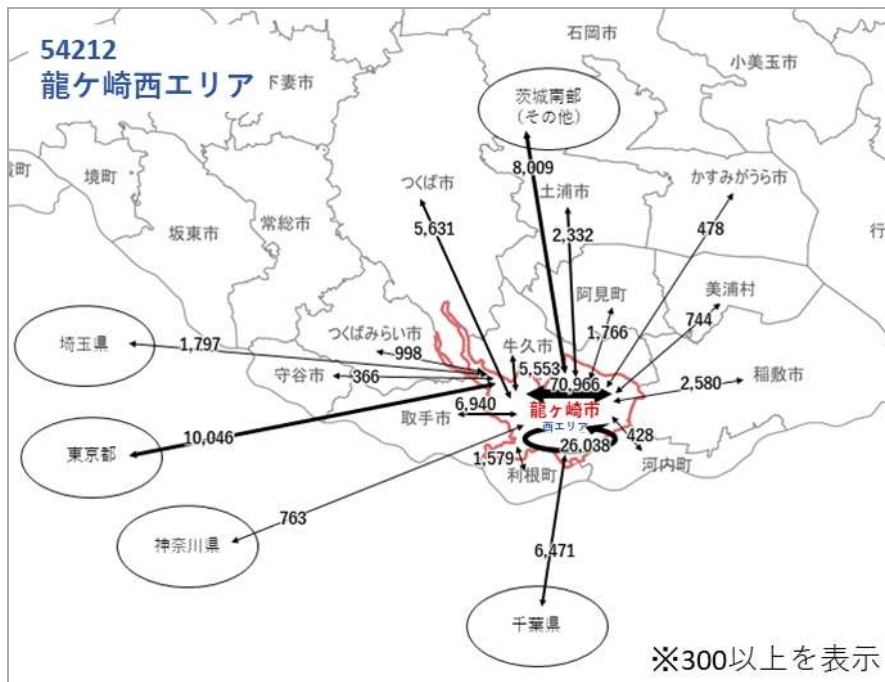 54212
龍ケ崎西エリア
石岡市
小美玉市
下妻市
茨城南部
(その他)
境町
坂東市
常総市
つくば市
8,009
土浦市
かすみがうら市
行
5,631
2,332
478
阿見町
美浦村
744
1,766
埼玉県
1,797
つくばみらい市
998
守谷市
366
牛久市
5,553
70,966
2,580
稲敷市
取手市
6,940
龍ケ崎市
西エリア
428
河内町
26,038
1,579
利根町
東京都
10,046
神奈川県
763
6,471
千葉県
※300以上を表示